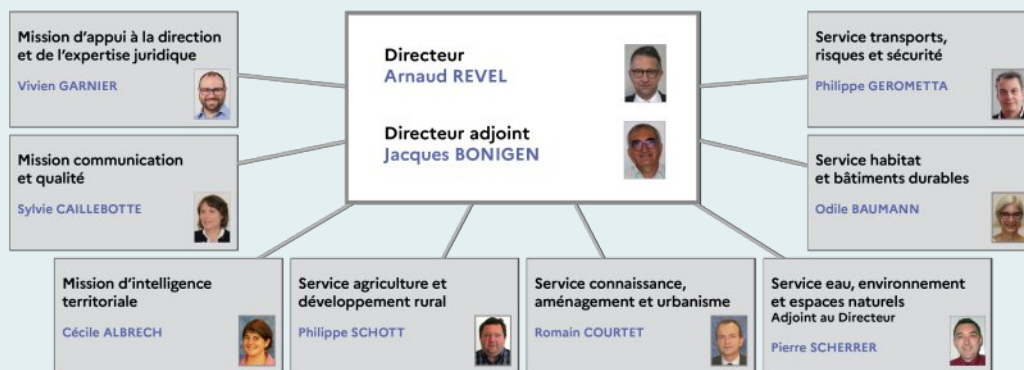 Mission d'appui à la direction
et de l'expertise juridique
Vivien GARNIER
Directeur
Arnaud REVEL
Directeur adjoint
Jacques BONIGEN
Service transports,
risques et sécurité
Philippe GEROMETTA
Mission communication
et qualité
Sylvie CAILLEBOTTE
Service habitat
et bâtiments durables
Odile BAUMANN
Mission d'intelligence
territoriale
Cécile ALBRECH
Service agriculture et
développement rural
Philippe SCHOTT
Service connaissance,
aménagement et urbanisme
Romain COURTET
Service eau, environnement
et espaces naturels
Adjoint au Directeur
Pierre SCHERRER